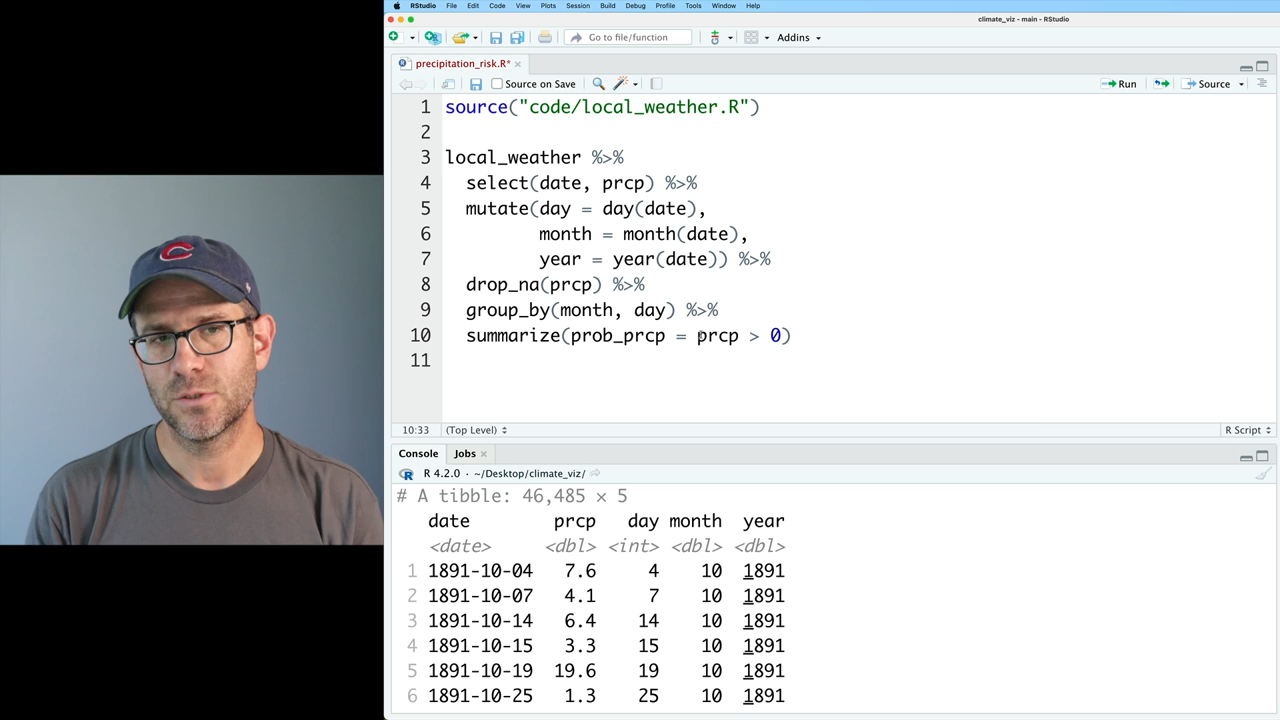 RStudio File Edit Code View Plots Session Build Debug Profile Tools Window Help
climate_viz - main - RStudio
Go to file/function Addins
precipitation_risk.R*
Source on Save Run Source
1 source("code/local_weather.R")
2
3 local_weather %>%
4 select(date, prcp) %>%
5 mutate(day = day(date),
6 month = month(date),
7 year = year(date)) %>%
8 drop_na(prcp) %>%
9 group_by(month, day) %>%
10 summarize(prob_prcp = prcp > 0)
11
10:33 (Top Level) R Script
Console Jobs
R 4.2.0 · ~/Desktop/climate_viz/
# A tibble: 46,485 × 5
date prcp day month year
<date> <dbl> <int> <dbl> <dbl>
1 1891-10-04 7.6 4 10 1891
2 1891-10-07 4.1 7 10 1891
3 1891-10-14 6.4 14 10 1891
4 1891-10-15 3.3 15 10 1891
5 1891-10-19 19.6 19 10 1891
6 1891-10-25 1.3 25 10 1891